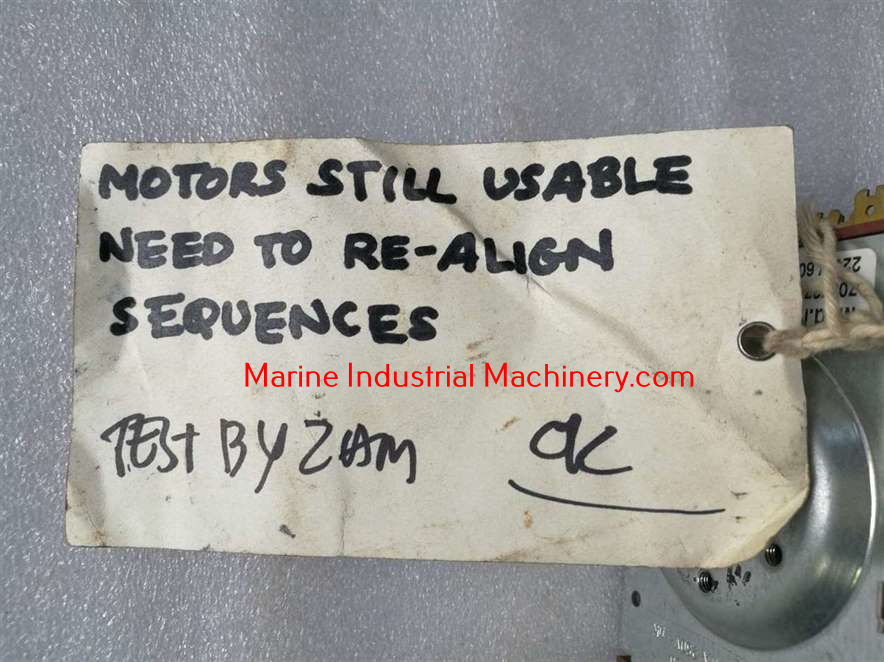 MOTORS STILL USABLE
NEED TO RE-ALIGN
SEQUENCES
Marine Industrial Machinery.com
TEST BY ZAM OK